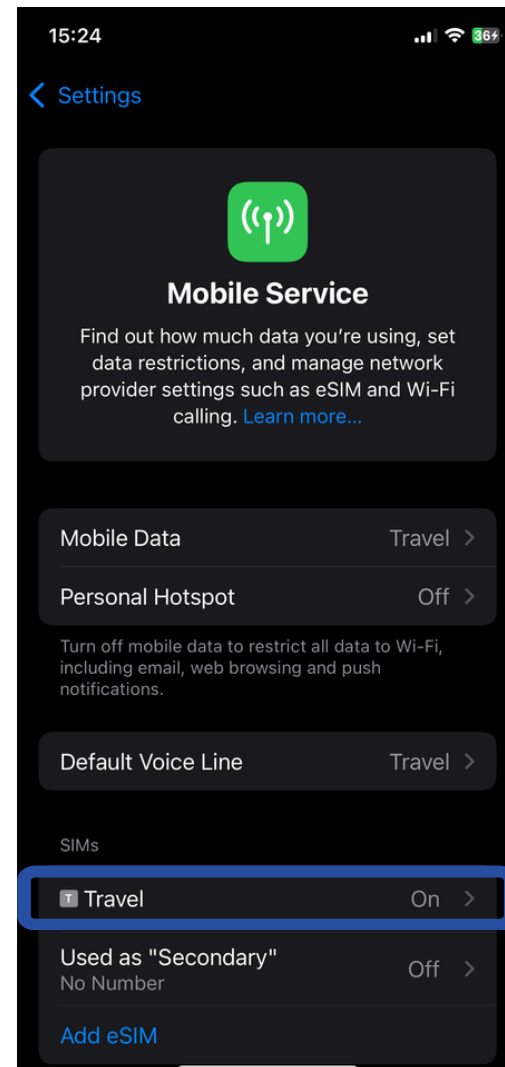 15:24
36
Settings
Mobile Service
Find out how much data you're using, set
data restrictions, and manage network
provider settings such as eSIM and Wi-Fi
calling. Learn more...
Mobile Data Travel
Personal Hotspot Off
Turn off mobile data to restrict all data to Wi-Fi,
including email, web browsing and push
notifications.
Default Voice Line Travel
SIMs
T Travel On
Used as "Secondary" Off
No Number
Add eSIM